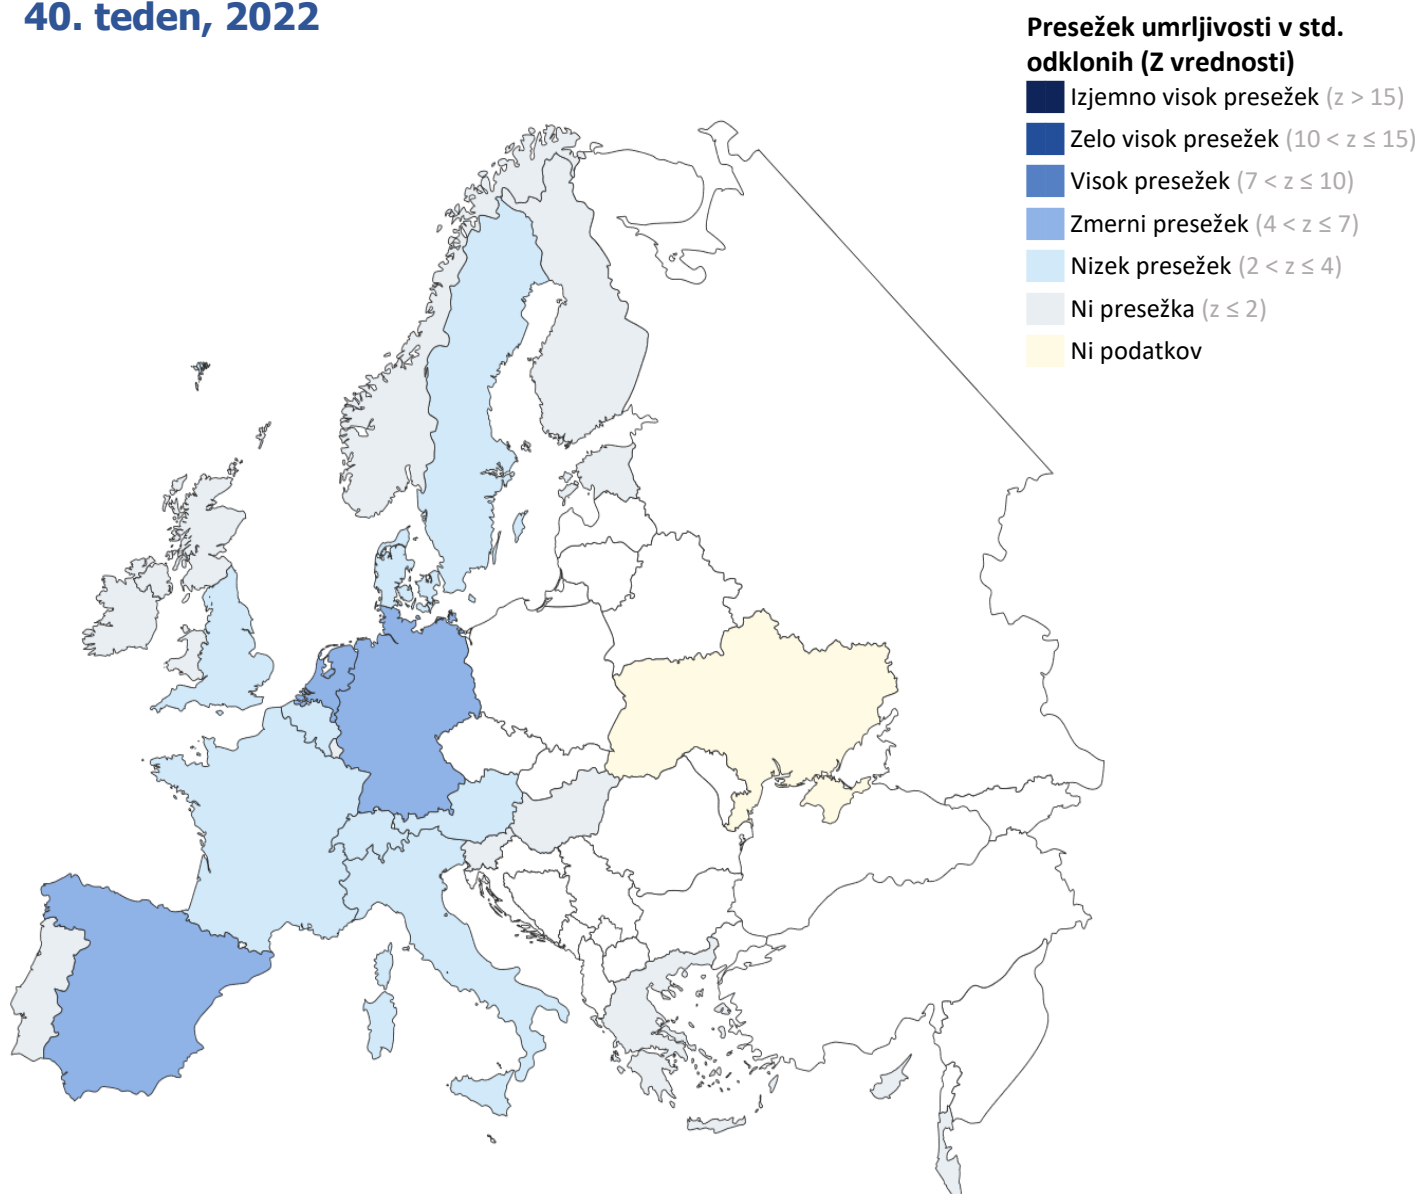 40. teden, 2022
Presežek umrljivosti v std.
odklonih (Z vrednosti)
Izjemno visok presežek (z > 15)
Zelo visok presežek (10 < z ≤ 15)
Visok presežek (7 < z ≤ 10)
Zmerni presežek (4 < z ≤ 7)
Nizek presežek (2 < z ≤ 4)
Ni presežka (z ≤ 2)
Ni podatkov